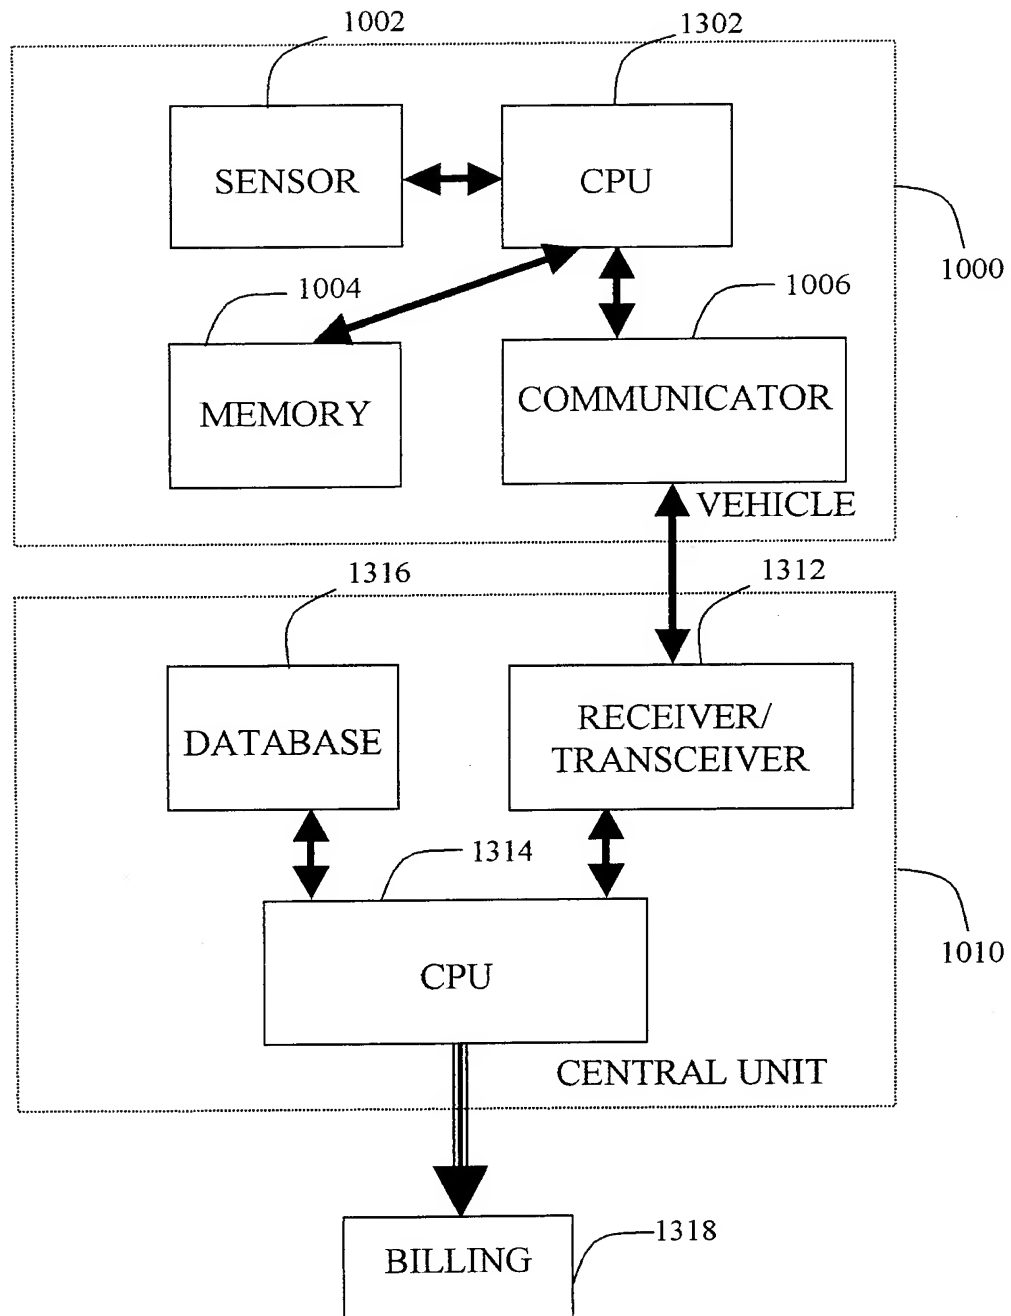 1002
1302
SENSOR
CPU
1000
1004
1006
MEMORY
COMMUNICATOR
VEHICLE
1316
1312
DATABASE
RECEIVER/
TRANSCEIVER
1314
1010
CPU
CENTRAL UNIT
1318
BILLING